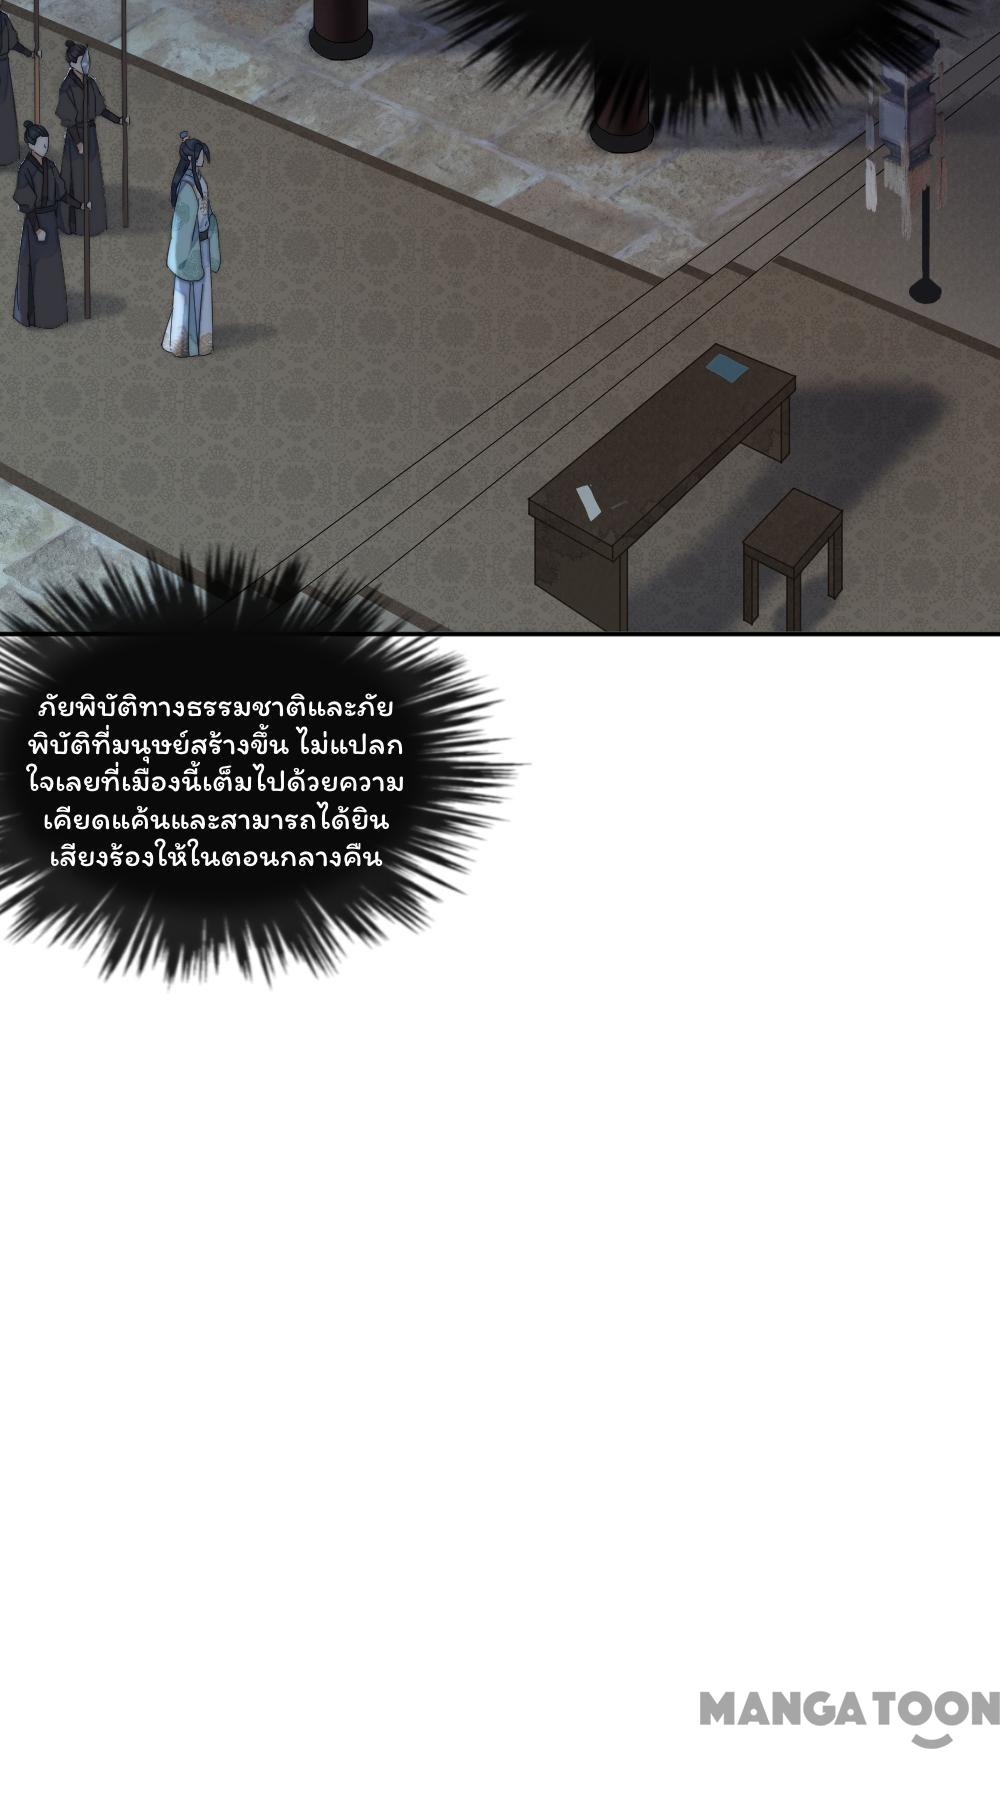 ภัยพิบัติทางธรรมชาติและภัย
พิบัติที่มนุษย์สร้างขึ้น ไม่แปลก
ใจเลยที่เมืองนี้เต็มไปด้วยความ
เคียดแค้นและสามารถได้ยิน
เสียงร้องให้ในตอนกลางคืน
MANGATOON